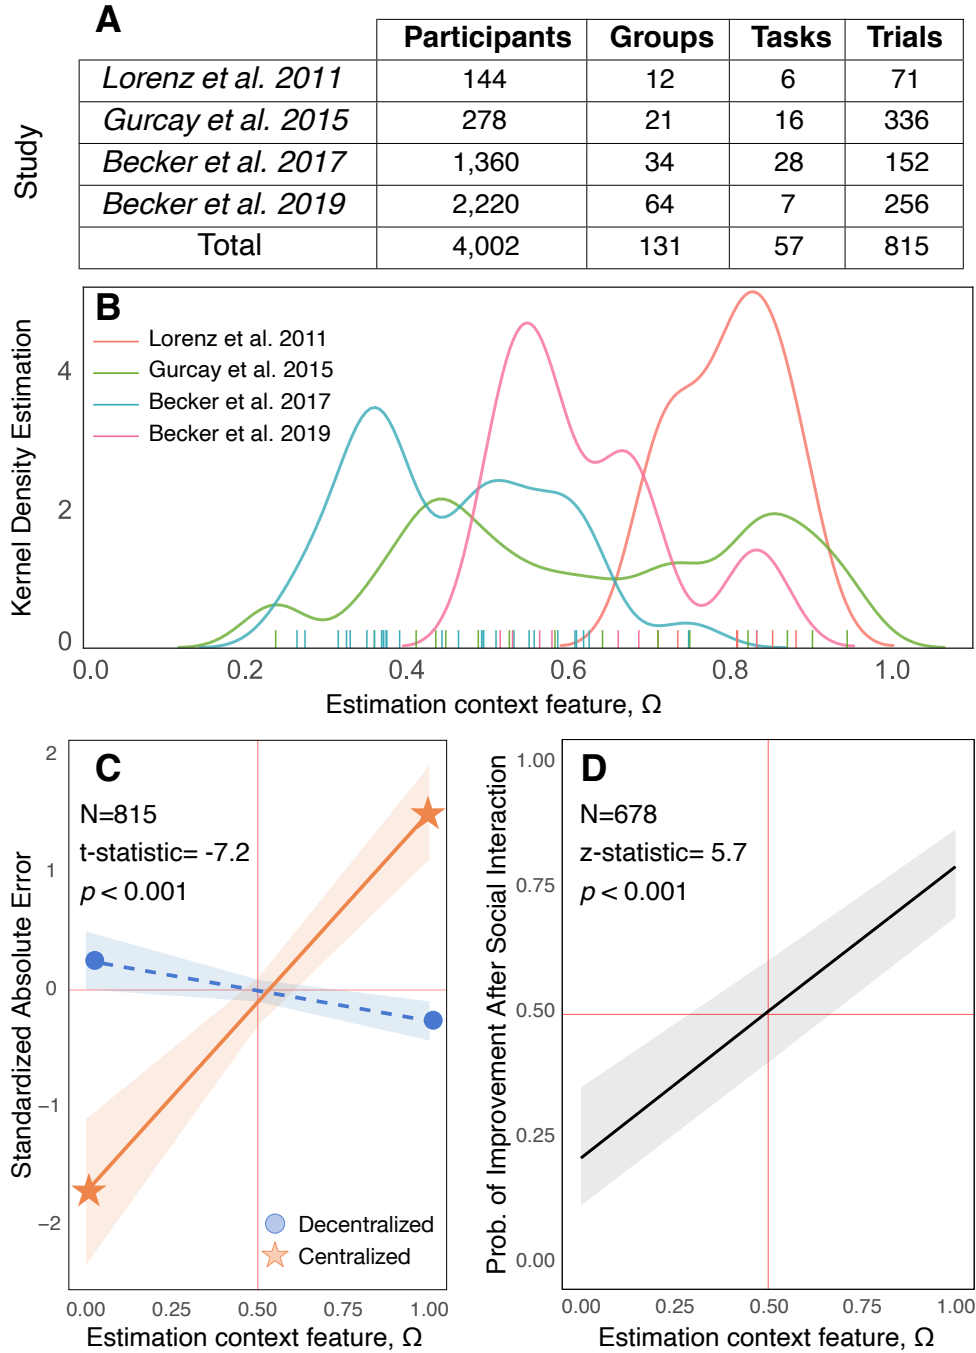 A
Participants Groups Tasks Trials
Study
Lorenz et al. 2011 144 12 6 71
Gurcay et al. 2015 278 21 16 336
Becker et al. 2017 1,360 34 28 152
Becker et al. 2019 2,220 64 7 256
Total 4,002 131 57 815
B
Kernel Density Estimation
Lorenz et al. 2011
Gurcay et al. 2015
Becker et al. 2017
Becker et al. 2019
4
2
0
0.0 0.2 0.4 0.6 0.8 1.0
Estimation context feature, Ω
C
N=815
t-statistic= -7.2
p < 0.001
Standardized Absolute Error
2
1
0
−1
−2
Decentralized
Centralized
0.00 0.25 0.50 0.75 1.00
Estimation context feature, Ω
D
N=678
z-statistic= 5.7
p < 0.001
Prob. of Improvement After Social Interaction
1.00
0.75
0.50
0.25
0.00
0.00 0.25 0.50 0.75 1.00
Estimation context feature, Ω